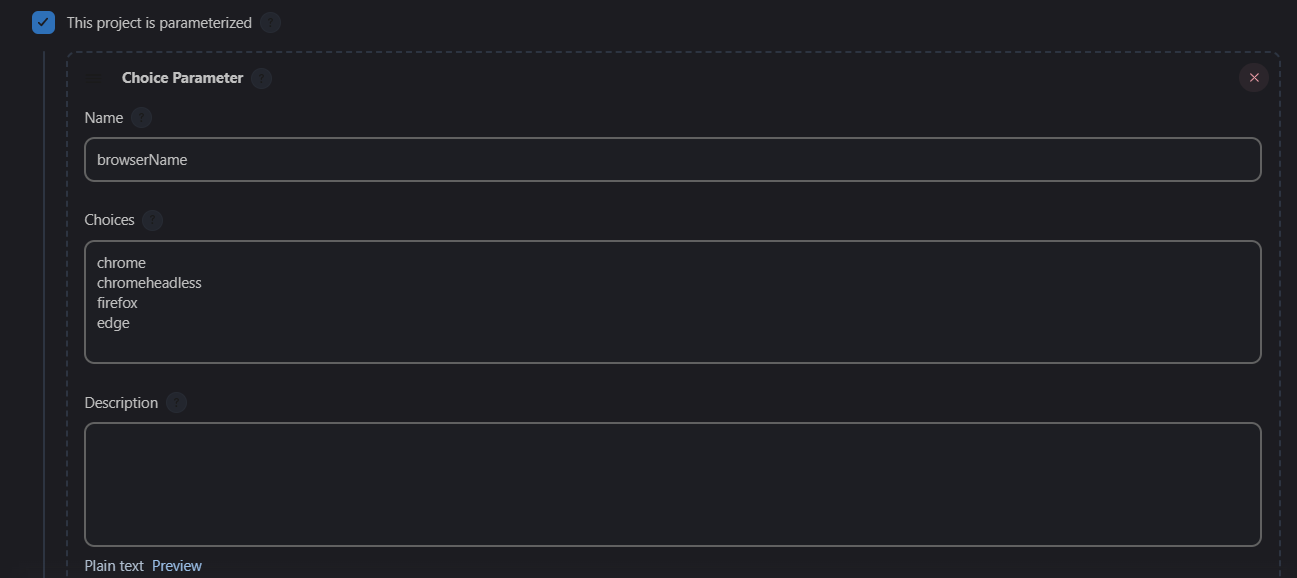 This project is parameterized ?
Choice Parameter ?
Name ?
browserName
Choices ?
chrome
chromeheadless
firefox
edge
Description ?
Plain text Preview